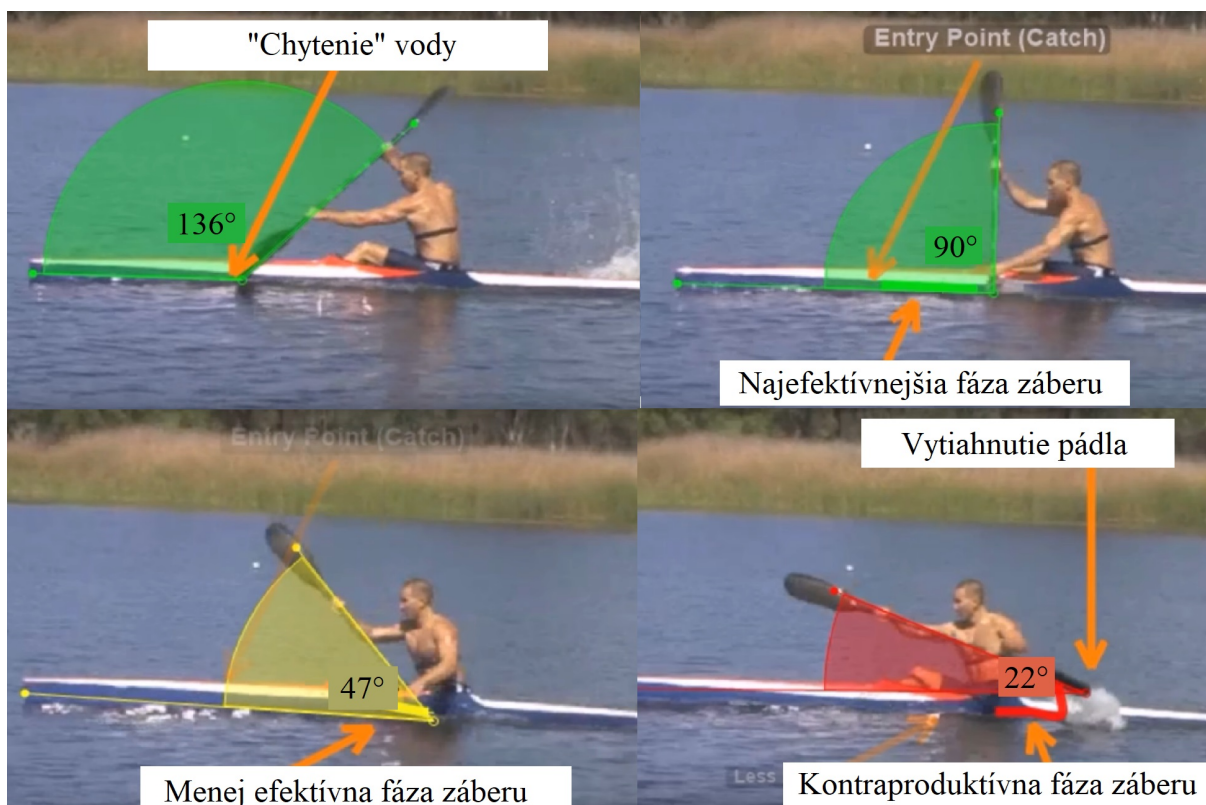 "Chytenie" vody
136°
Entry Point (Catch)
90°
Najefektívnejšia fáza záberu
Entry Point (Catch)
47°
Menej efektívna fáza záberu
Vytiahnutie pádla
22°
Less
Kontraproduktívna fáza záberu